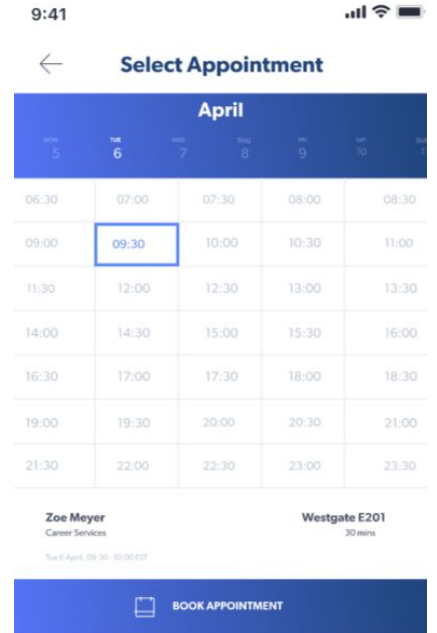 9:41
Select Appointment
April
MON TUE WED THU FRI SAT
5 6 7 8 9 10
06:30 07:00 07:30 08:00 08:30
09:00 09:30 10:00 10:30 11:00
11:30 12:00 12:30 13:00 13:30
14:00 14:30 15:00 15:30 16:00
16:30 17:00 17:30 18:00 18:30
19:00 19:30 20:00 20:30 21:00
21:30 22:00 22:30 23:00 23:30
Zoe Meyer Westgate E201
Career Services 30 mins
Tue 6 April, 09:30- 10:00 EST
BOOK APPOINTMENT